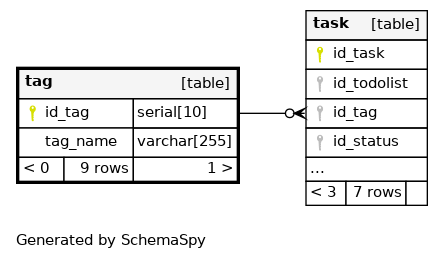 tag [table]
id_tag serial[10]
tag_name varchar[255]
< 0 9 rows 1 >
task [table]
id_task
id_todolist
id_tag
id_status
...
< 3 7 rows
Generated by SchemaSpy